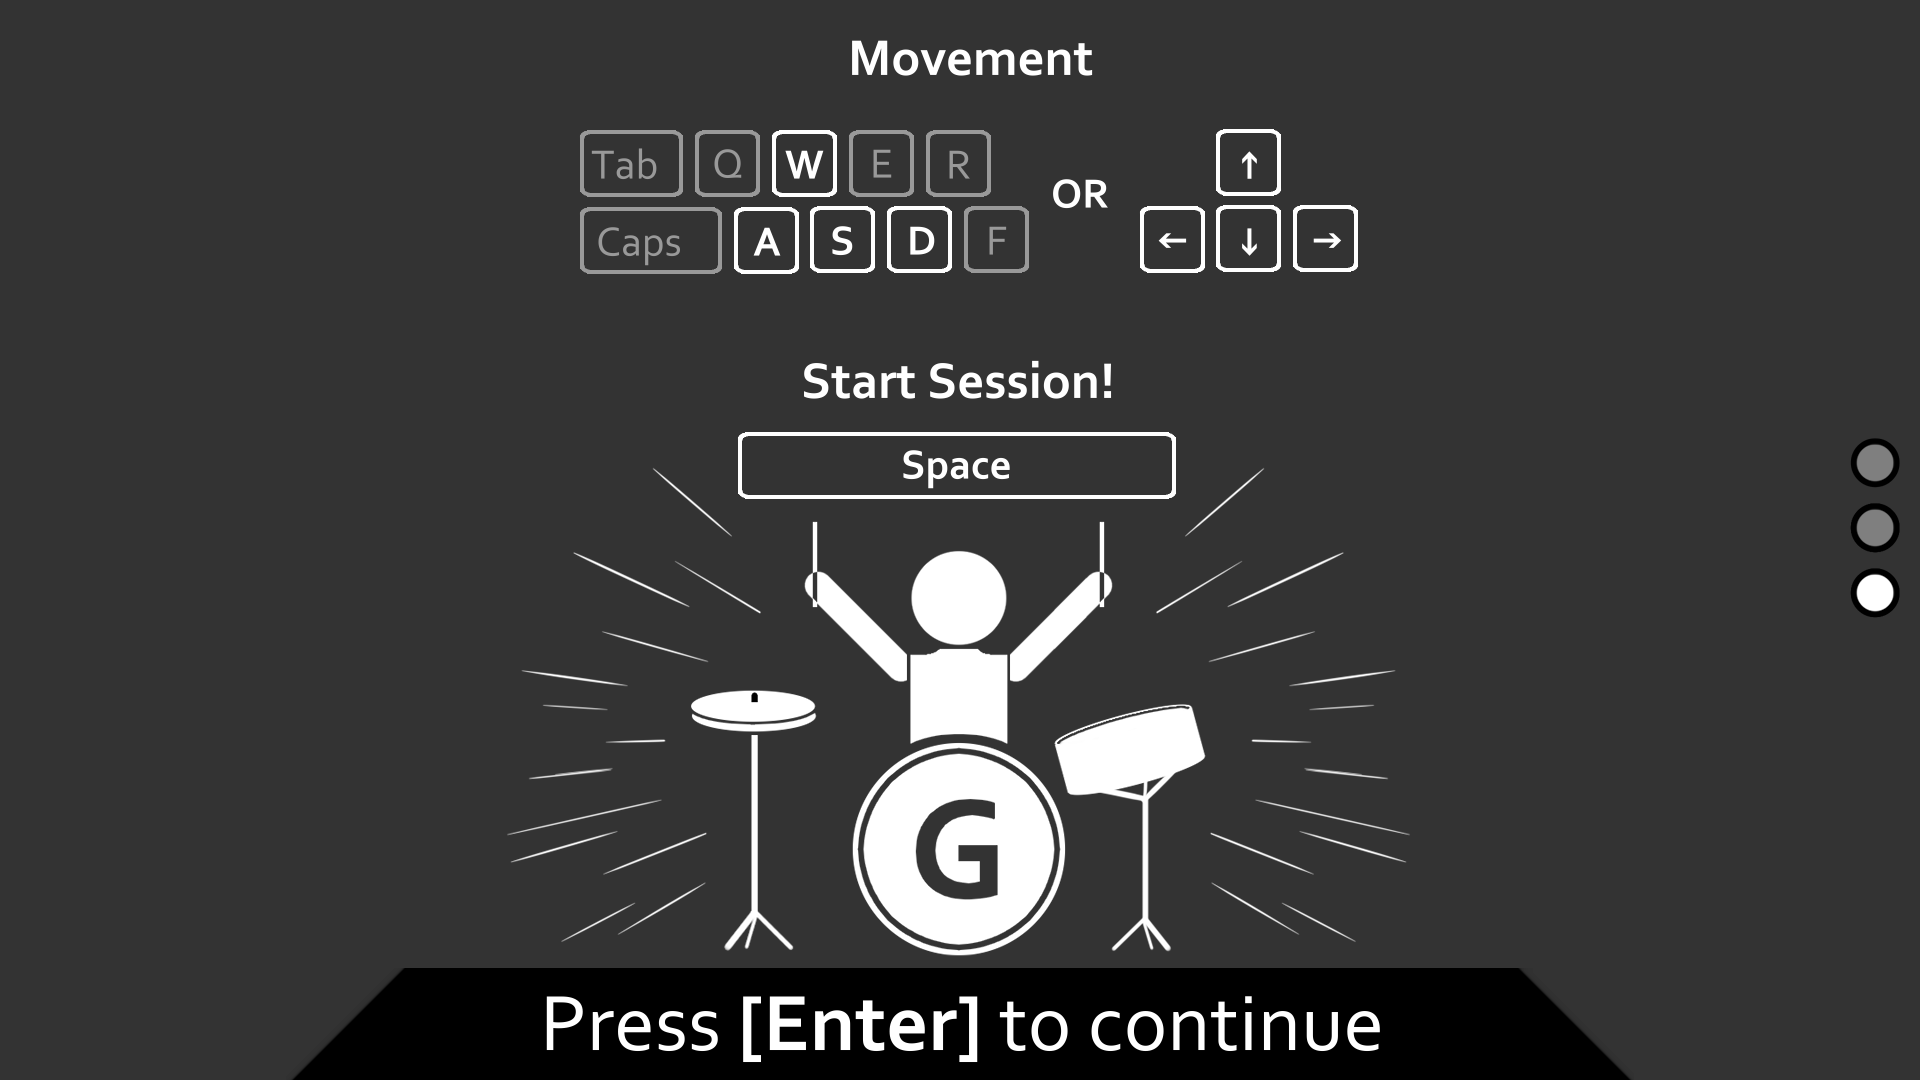 Movement
Tab Q W E R
OR
↑
Caps A S D F
← ↓ →
Start Session!
Space
G
Press [Enter] to continue